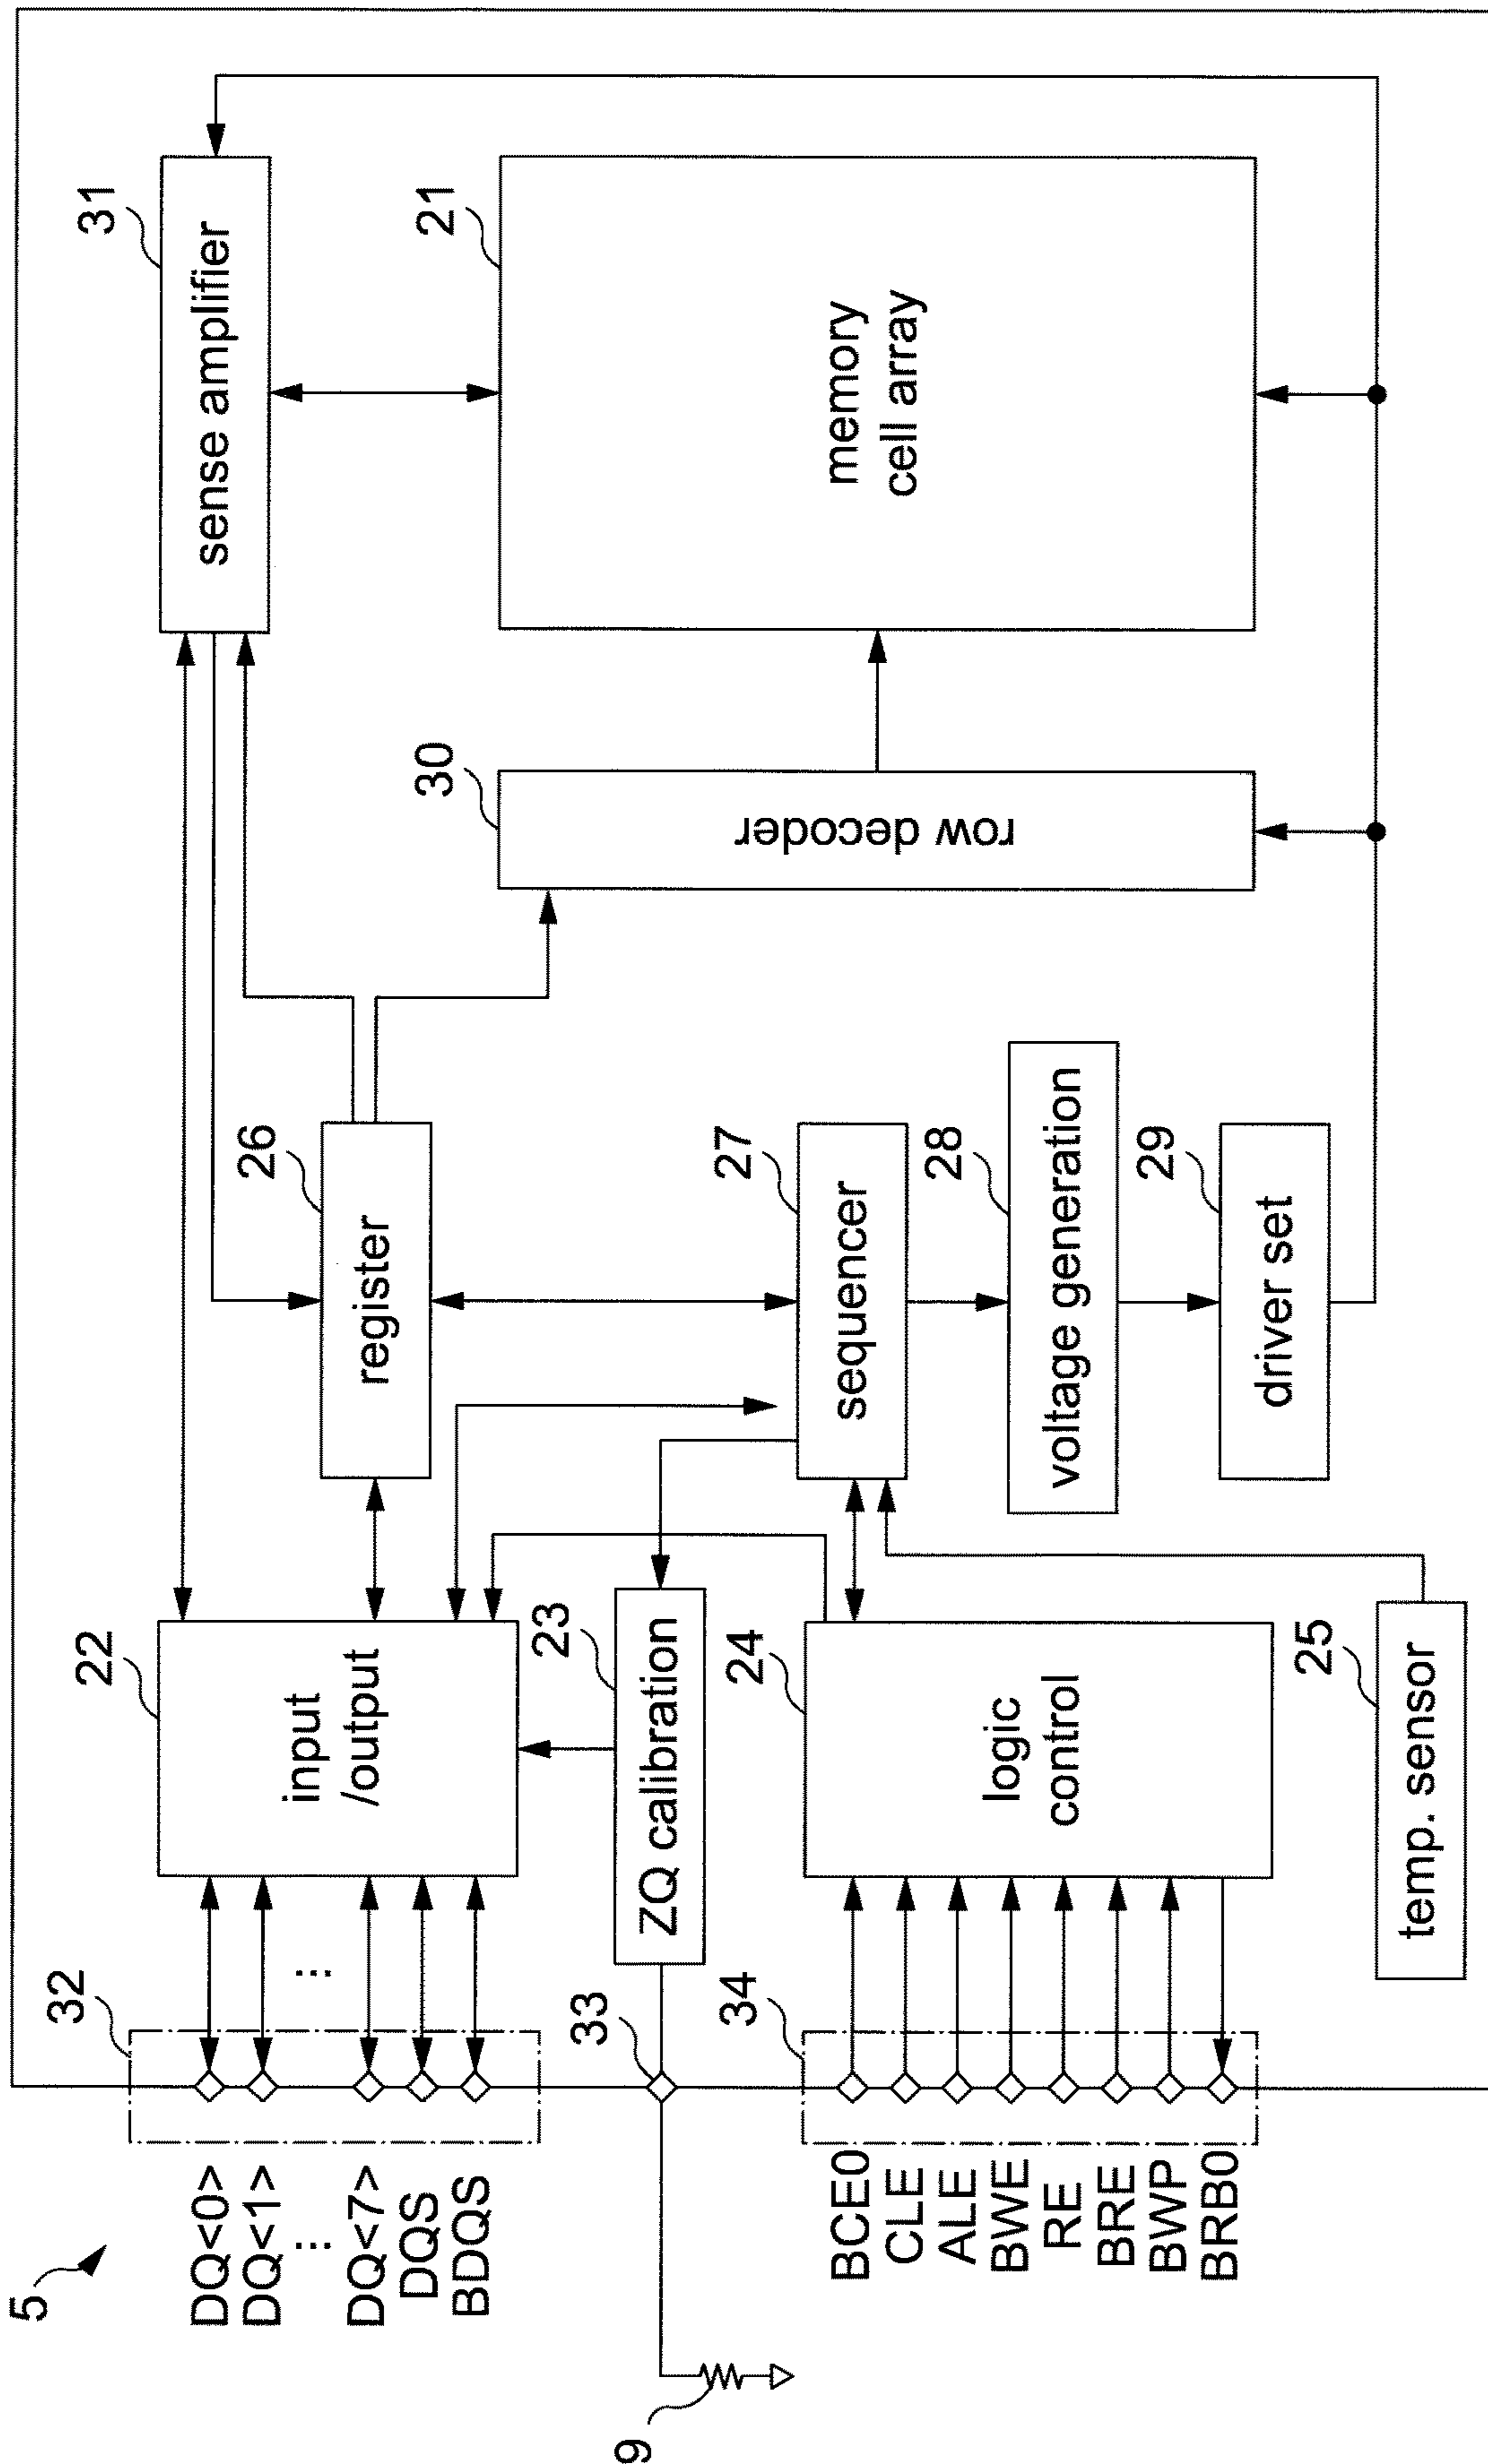 5
32
DQ<0>
DQ<1>
...
...
DQ<7>
DQS
BDQS
22
input
/output
31
sense amplifier
26
register
9
33
23
ZQ calibration
30
row decoder
21
memory
cell array
34
BCE0
CLE
ALE
BWE
RE
BRE
BWP
BRB0
24
logic
control
27
sequencer
28
voltage generation
29
driver set
25
temp. sensor